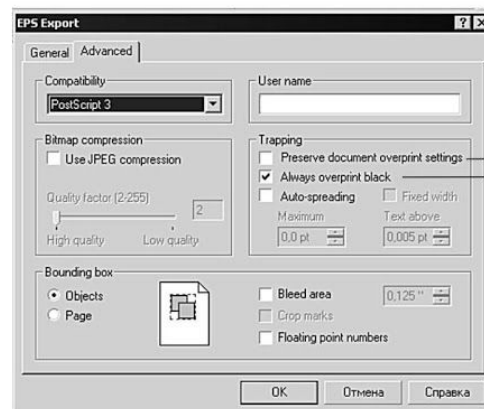 EPS Export
General Advanced
Compatibility
PostScript 3
User name
Bitmap compression
Use JPEG compression
Quality factor (2-255)
2
High quality Low quality
Trapping
Preserve document overprint settings
Always overprint black
Auto-spreading Fixed width
Maximum Text above
0,0 pt 0,005 pt
Bounding box
Objects
Page
Bleed area 0,125 "
Crop marks
Floating point numbers
OK Отмена Справка